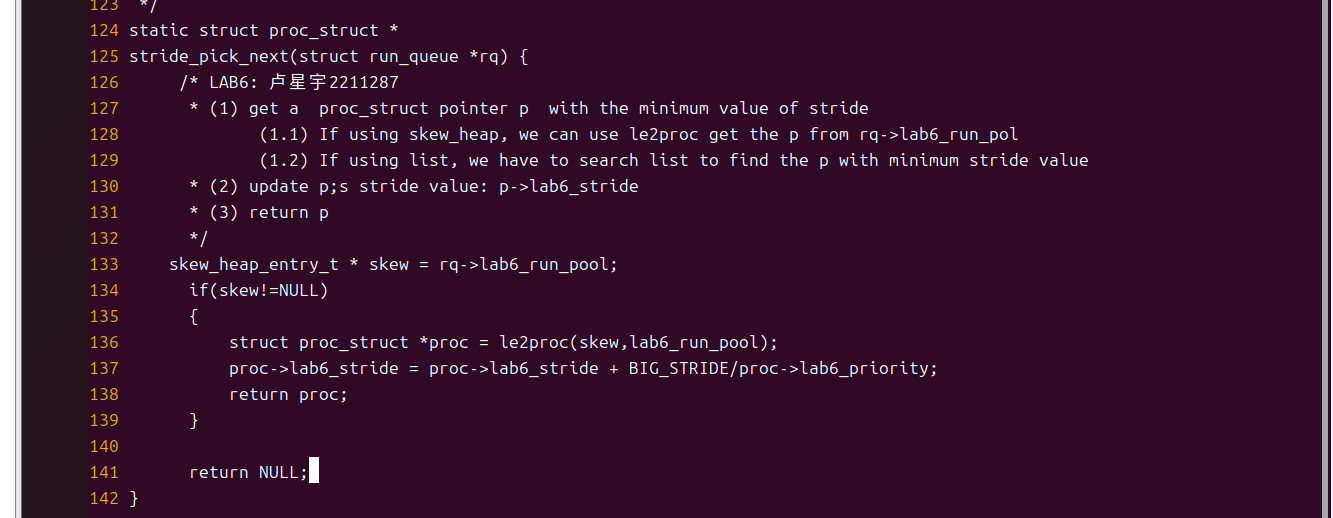 123  */
124 static struct proc_struct *
125 stride_pick_next(struct run_queue *rq) {
126      /* LAB6: 卢星宇2211287
127       * (1) get a  proc_struct pointer p  with the minimum value of stride
128              (1.1) If using skew_heap, we can use le2proc get the p from rq->lab6_run_pol
129              (1.2) If using list, we have to search list to find the p with minimum stride value
130       * (2) update p;s stride value: p->lab6_stride
131       * (3) return p
132       */
133     skew_heap_entry_t * skew = rq->lab6_run_pool;
134       if(skew!=NULL)
135       {
136           struct proc_struct *proc = le2proc(skew,lab6_run_pool);
137           proc->lab6_stride = proc->lab6_stride + BIG_STRIDE/proc->lab6_priority;
138           return proc;
139       }
140
141       return NULL;
142 }